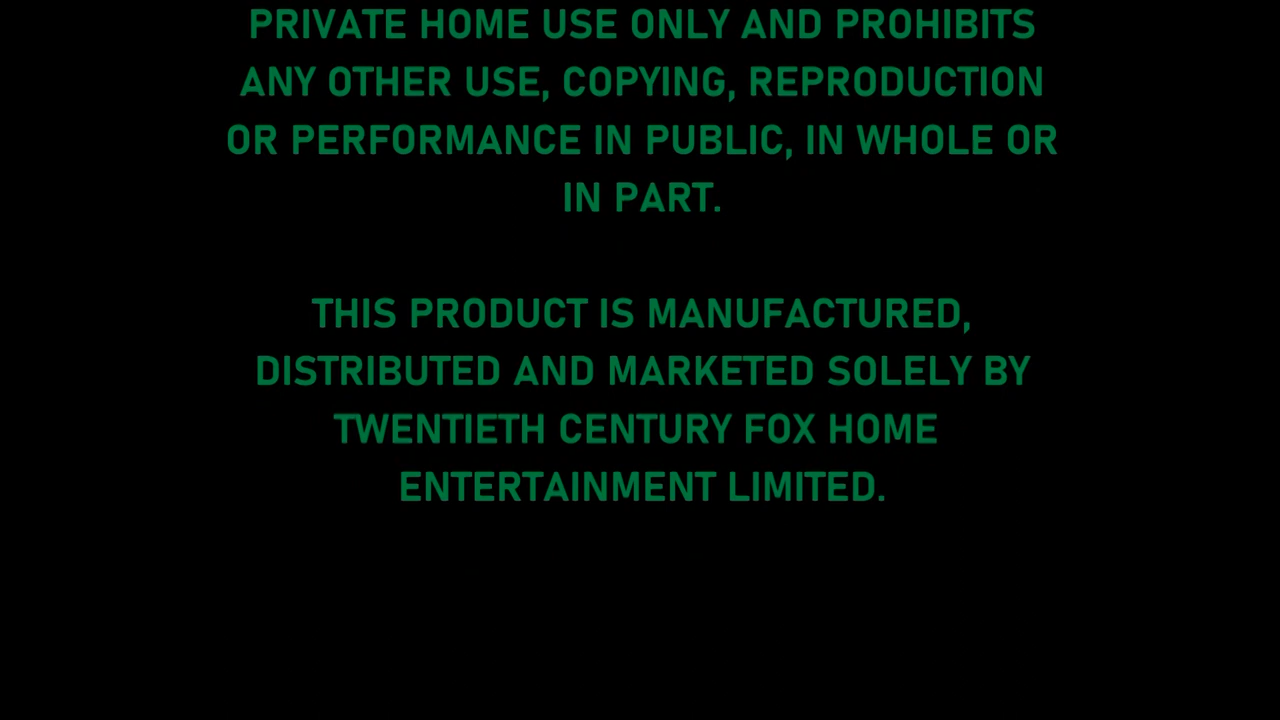 PRIVATE HOME USE ONLY AND PROHIBITS
ANY OTHER USE, COPYING, REPRODUCTION
OR PERFORMANCE IN PUBLIC, IN WHOLE OR
IN PART.
THIS PRODUCT IS MANUFACTURED,
DISTRIBUTED AND MARKETED SOLELY BY
TWENTIETH CENTURY FOX HOME
ENTERTAINMENT LIMITED.